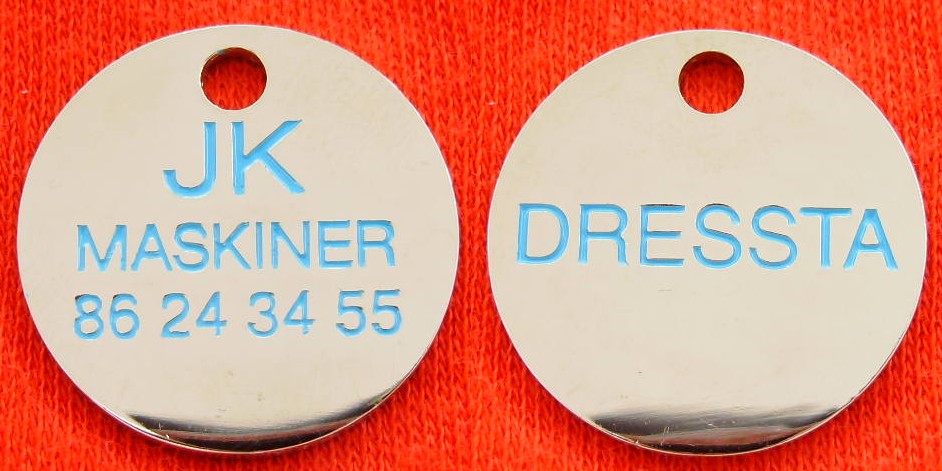 JK
MASKINER
86 24 34 55
DRESSTA